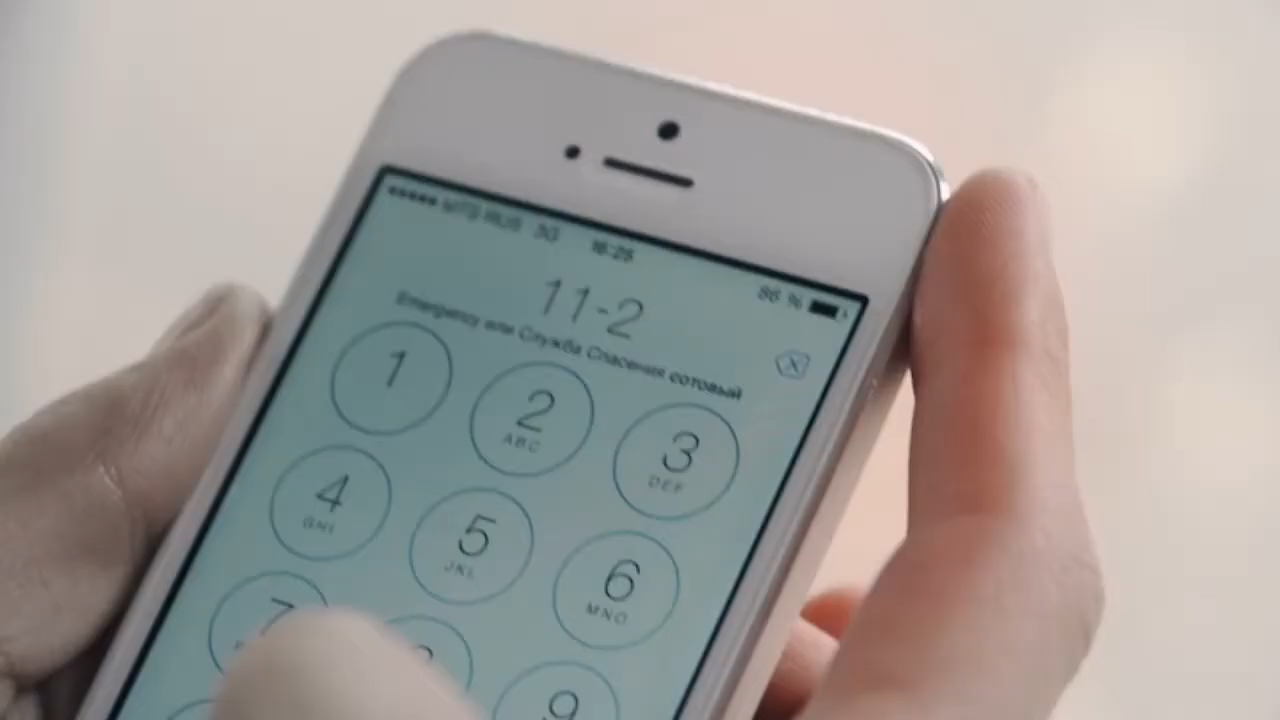 MTS RUS 3G 16:25 86 %
11-2
Emergency или Служба Спасения сотовый
1 2 3
ABC DEF
4 5 6
GHI JKL MNO
7 9